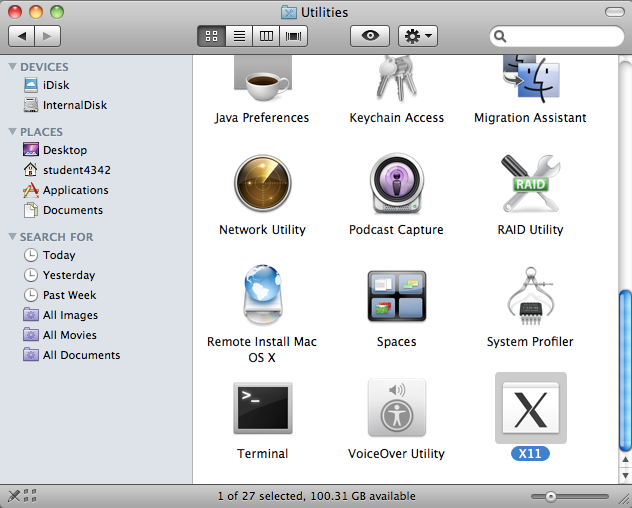 Utilities
DEVICES
iDisk
InternalDisk
PLACES
Desktop
student4342
Applications
Documents
SEARCH FOR
Today
Yesterday
Past Week
All Images
All Movies
All Documents
Java Preferences
Keychain Access
Migration Assistant
RAID
Network Utility
Podcast Capture
RAID Utility
Remote Install Mac
OS X
Spaces
System Profiler
>_
Terminal
VoiceOver Utility
X
X11
1 of 27 selected, 100.31 GB available